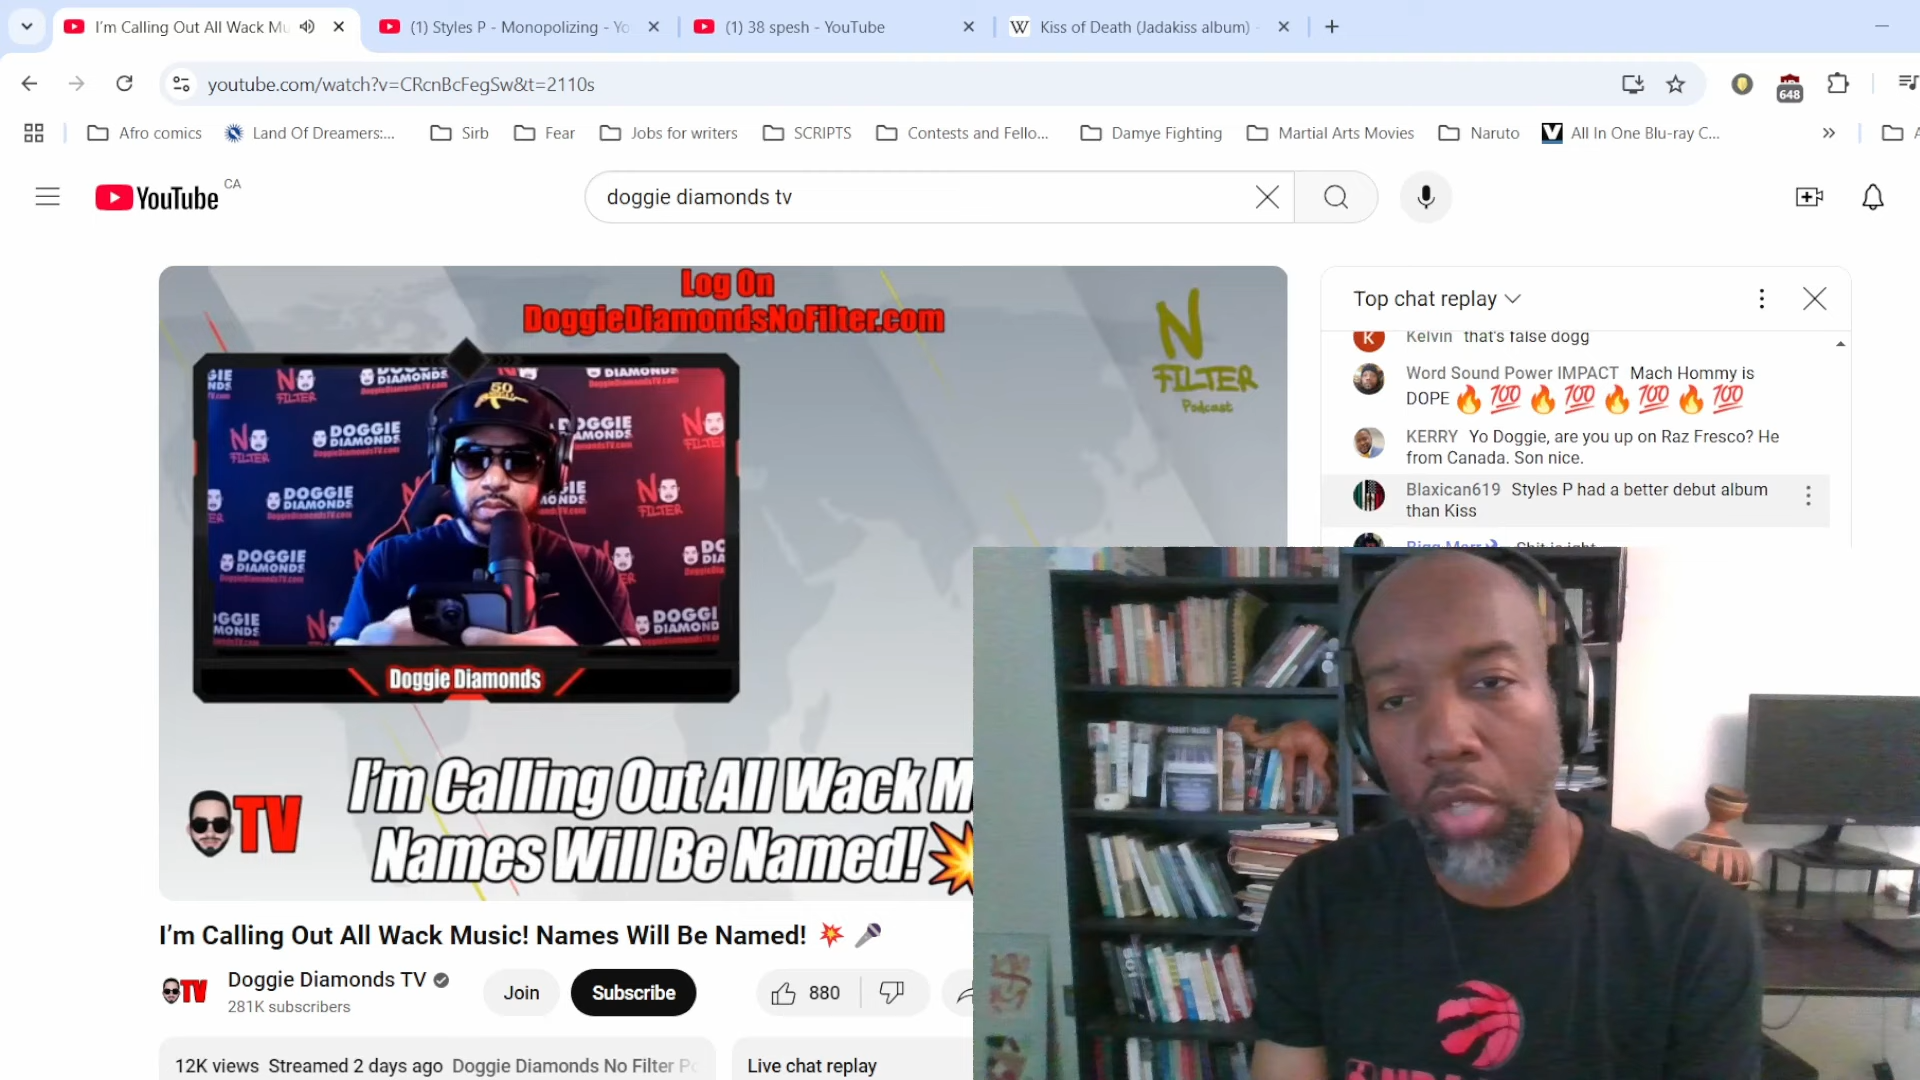 I'm Calling Out All Wack Mu
(1) Styles P - Monopolizing - Yo
(1) 38 spesh - YouTube
Kiss of Death (Jadakiss album) -
youtube.com/watch?v=CRcnBcFegSw&t=2110s
648
Afro comics
Land Of Dreamers:...
Sirb
Fear
Jobs for writers
SCRIPTS
Contests and Fello...
Damye Fighting
Martial Arts Movies
Naruto
All In One Blu-ray C...
YouTube CA
doggie diamonds tv
Log On
DoggieDiamondsNoFilter.com
N
FILTER
Podcast
50
DOGGIE
DIAMONDS
Doggie Diamonds
TV
I'm Calling Out All Wack M
Names Will Be Named!
Top chat replay
Kelvin that's false dogg
Word Sound Power IMPACT Mach Hommy is
DOPE 🔥 💯 🔥 💯 🔥 💯 🔥 💯
KERRY Yo Doggie, are you up on Raz Fresco? He
from Canada. Son nice.
Blaxican619 Styles P had a better debut album
than Kiss
I'm Calling Out All Wack Music! Names Will Be Named! 💥 🎤
Doggie Diamonds TV
281K subscribers
Join
Subscribe
880
12K views Streamed 2 days ago Doggie Diamonds No Filter Po
Live chat replay